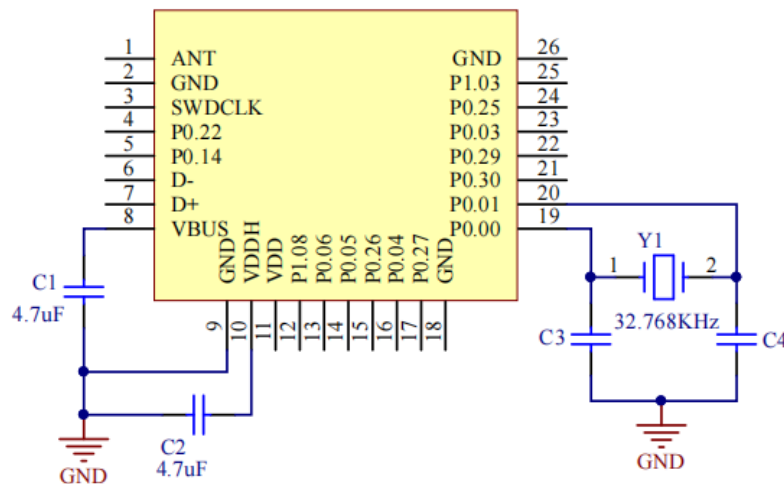 1 ANT GND 26
2 GND P1.03 25
3 SWDCLK P0.25 24
4 P0.22 P0.03 23
5 P0.14 P0.29 22
6 D- P0.30 21
7 D+ P0.01 20
8 VBUS P0.00 19
GND VDDH VDD P1.08 P0.06 P0.05 P0.26 P0.04 P0.27 GND
9 10 11 12 13 14 15 16 17 18
C1
4.7uF
C2
4.7uF
GND
Y1
1 2
32.768KHz
C3 C4
GND